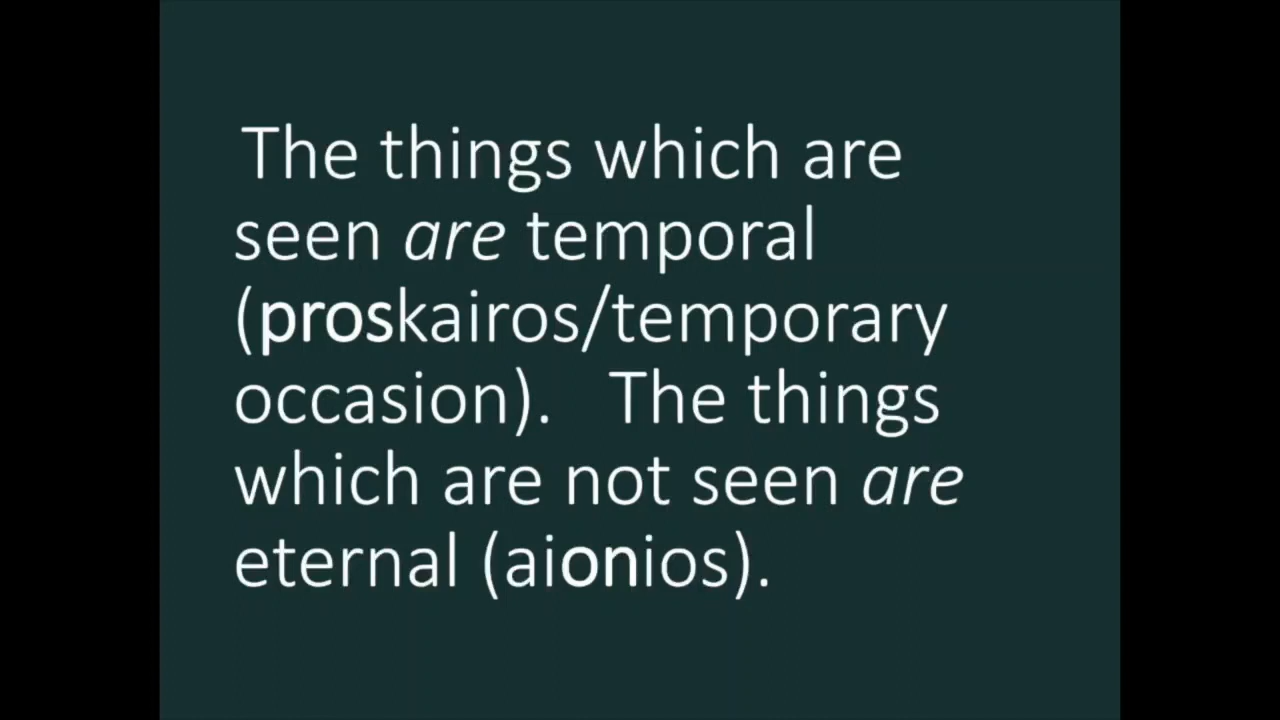 The things which are
seen are temporal
(proskairos/temporary
occasion). The things
which are not seen are
eternal (aionios).